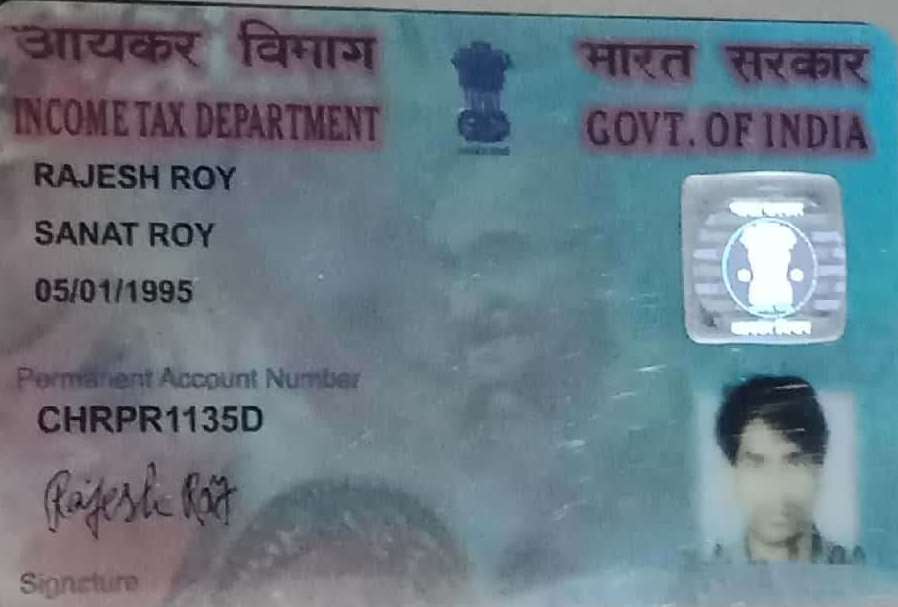 आयकर विभाग
भारत सरकार
INCOME TAX DEPARTMENT
GOVT. OF INDIA
RAJESH ROY
SANAT ROY
05/01/1995
Permanent Account Number
CHRPR1135D
Rajesh Roy
Signature